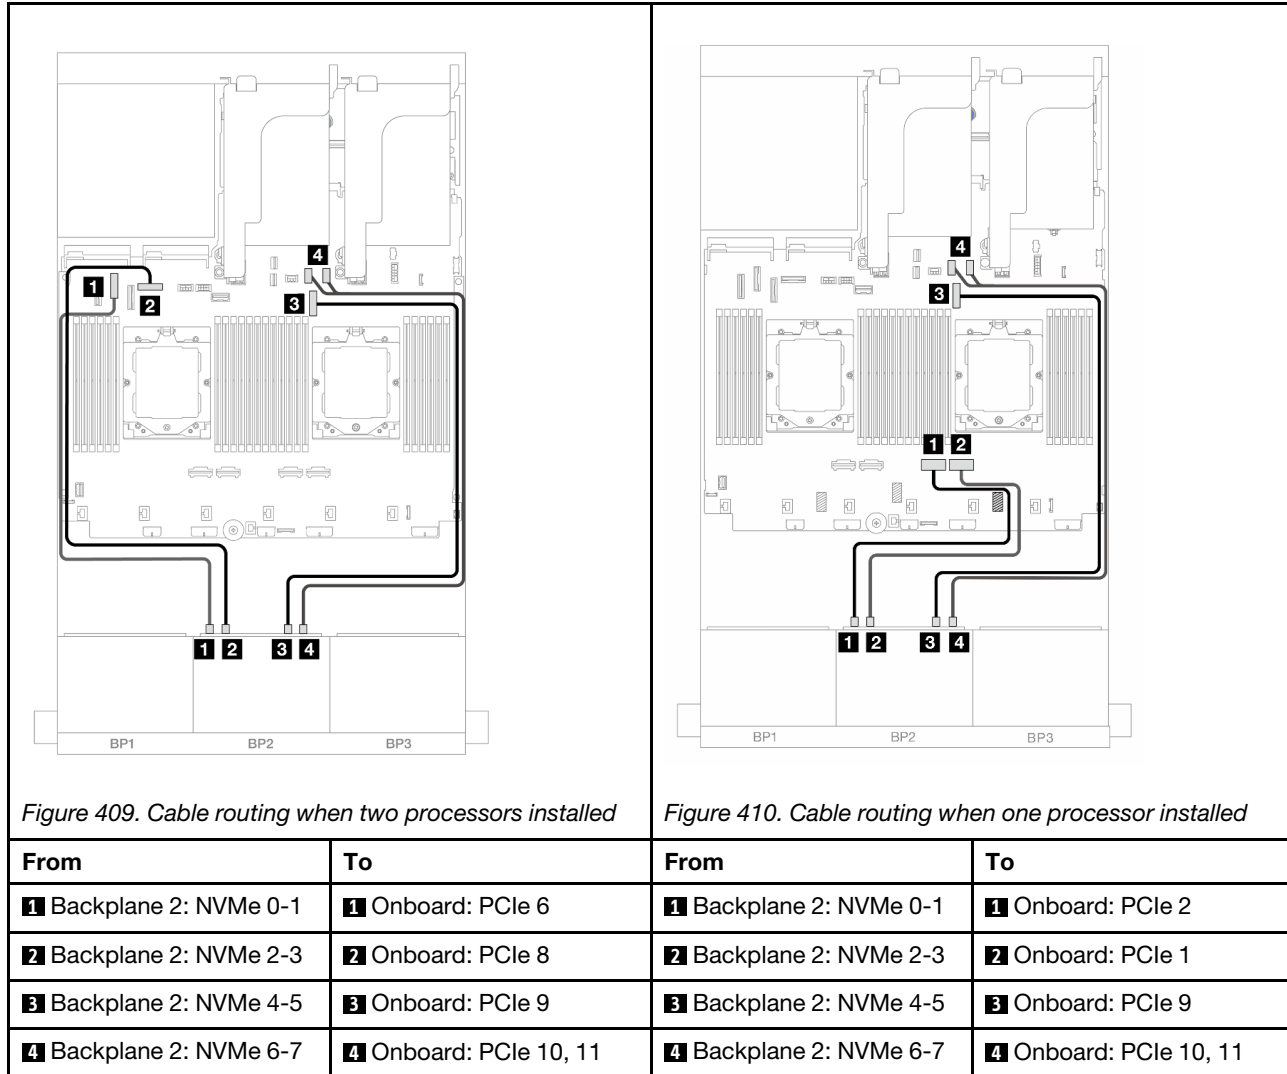 4
1
3
2
1 2 3 4
BP1 BP2 BP3
Figure 409. Cable routing when two processors installed
4
3
1 2
1 2 3 4
BP1 BP2 BP3
Figure 410. Cable routing when one processor installed
From To From To
1 Backplane 2: NVMe 0-1 1 Onboard: PCIe 6 1 Backplane 2: NVMe 0-1 1 Onboard: PCIe 2
2 Backplane 2: NVMe 2-3 2 Onboard: PCIe 8 2 Backplane 2: NVMe 2-3 2 Onboard: PCIe 1
3 Backplane 2: NVMe 4-5 3 Onboard: PCIe 9 3 Backplane 2: NVMe 4-5 3 Onboard: PCIe 9
4 Backplane 2: NVMe 6-7 4 Onboard: PCIe 10, 11 4 Backplane 2: NVMe 6-7 4 Onboard: PCIe 10, 11